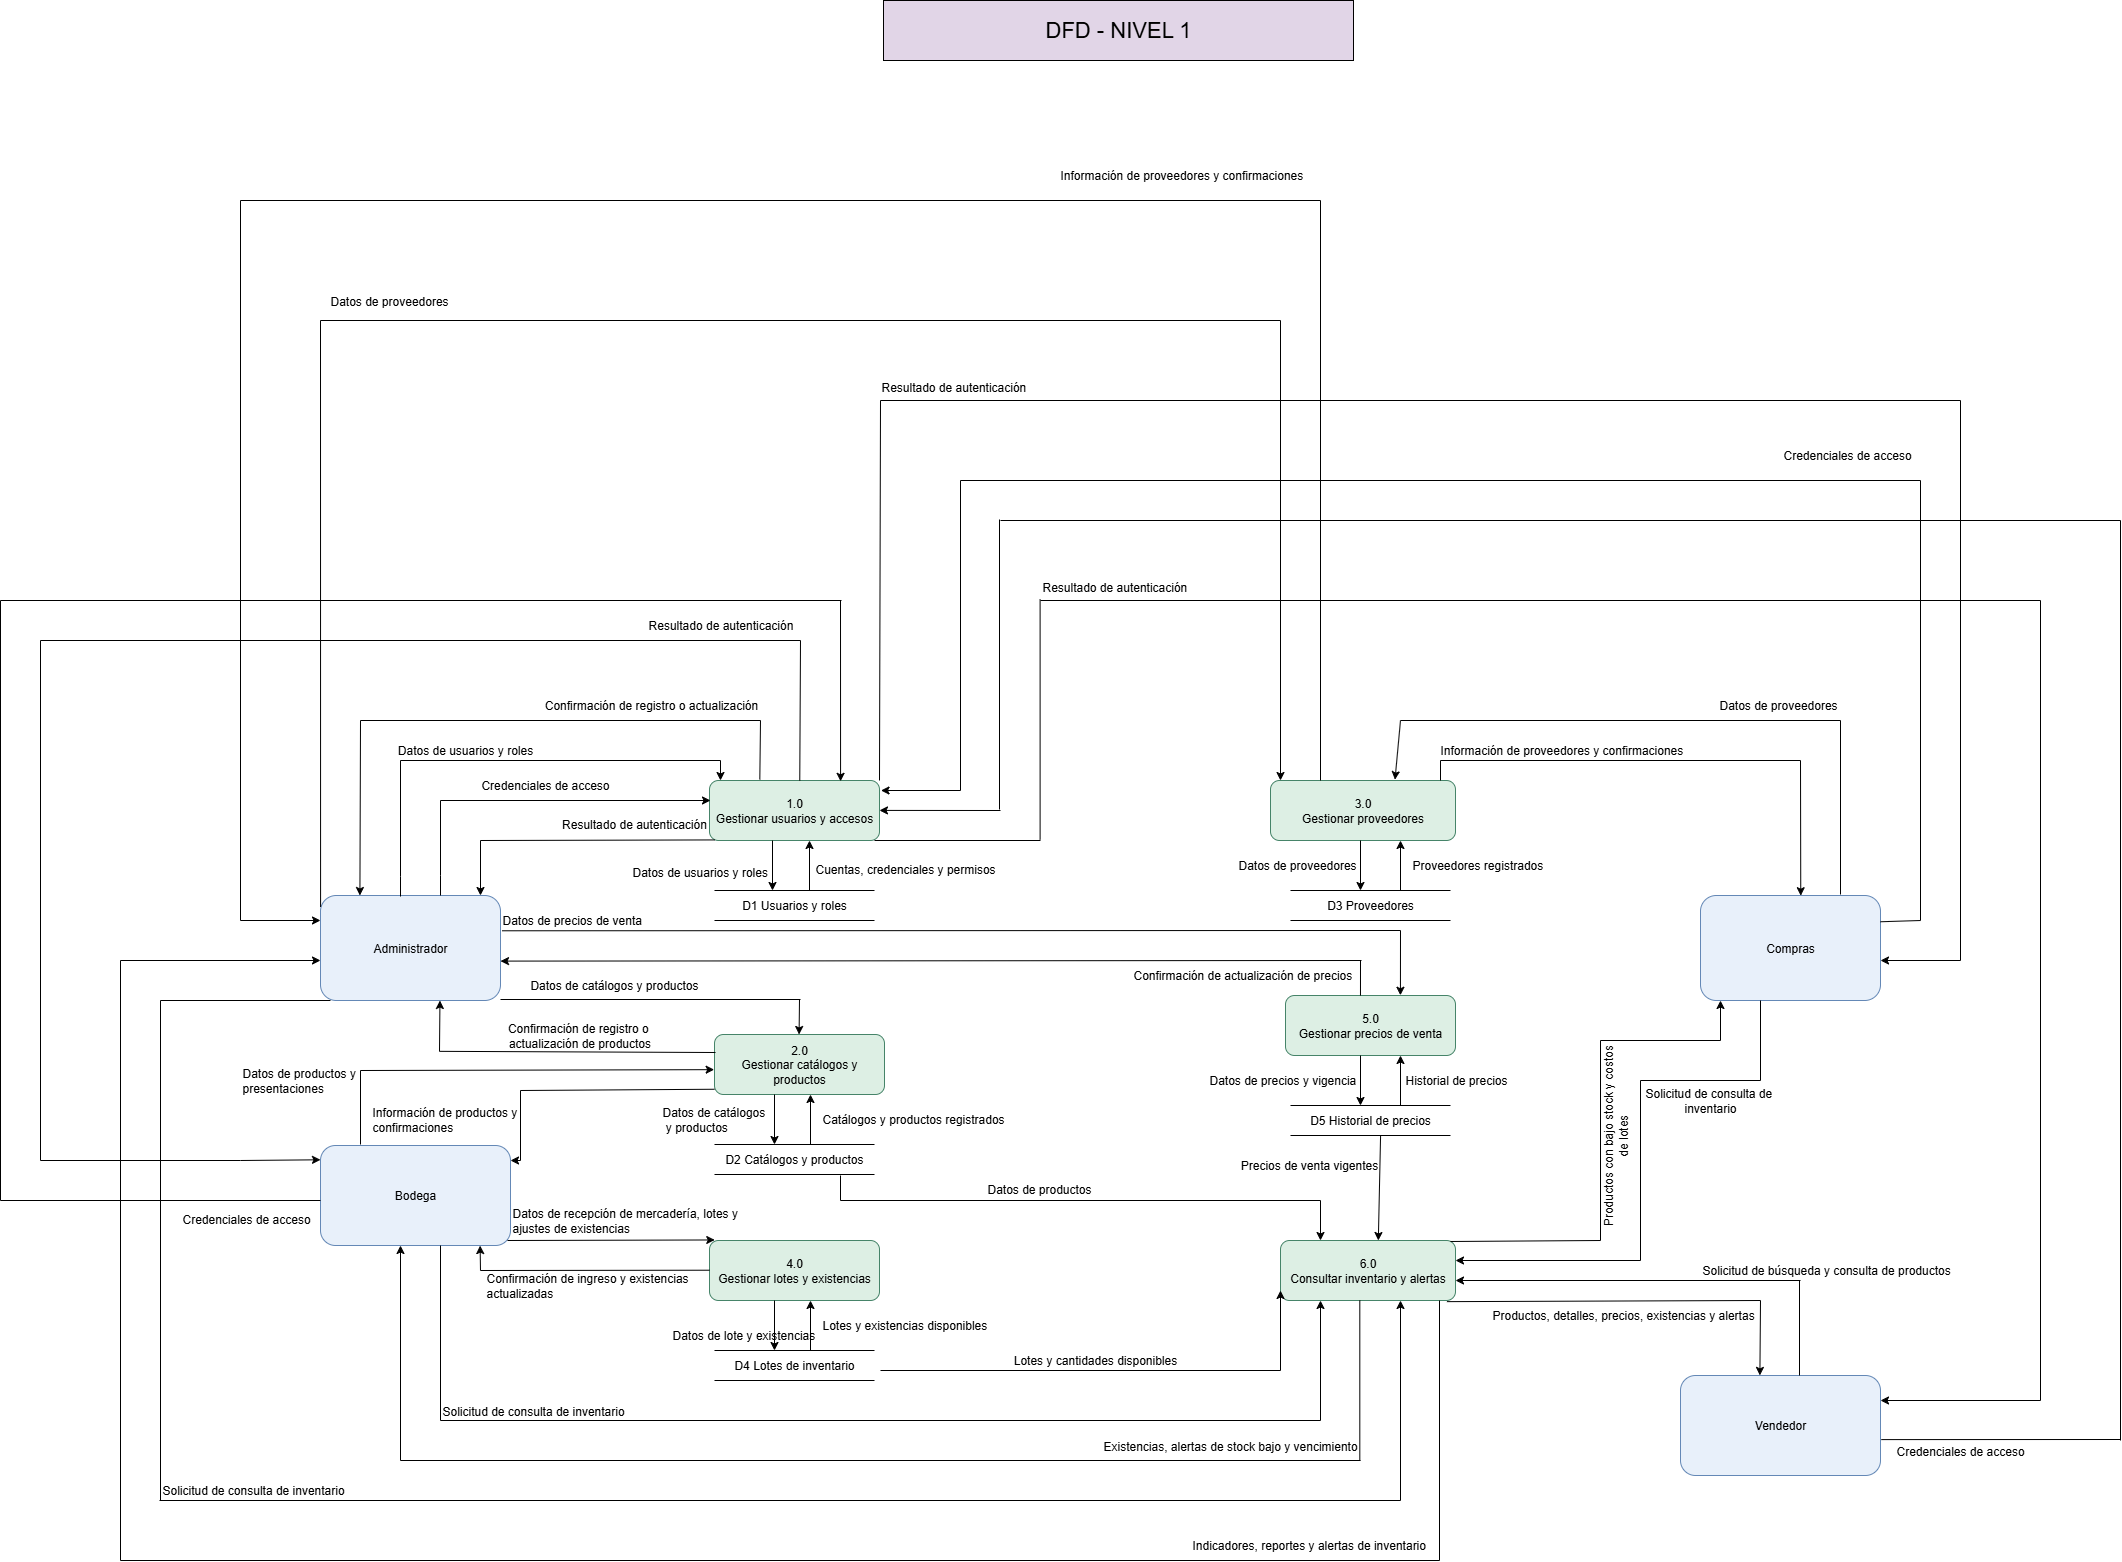 DFD - NIVEL 1
Información de proveedores y confirmaciones
Datos de proveedores
Resultado de autenticación
Credenciales de acceso
Resultado de autenticación
Resultado de autenticación
Confirmación de registro o actualización
Datos de proveedores
Datos de usuarios y roles
Información de proveedores y confirmaciones
Credenciales de acceso
1.0
Gestionar usuarios y accesos
3.0
Gestionar proveedores
Resultado de autenticación
Datos de usuarios y roles
Cuentas, credenciales y permisos
Datos de proveedores
Proveedores registrados
D1 Usuarios y roles
D3 Proveedores
Datos de precios de venta
Administrador
Compras
Confirmación de actualización de precios
Datos de catálogos y productos
5.0
Gestionar precios de venta
Confirmación de registro o
actualización de productos
2.0
Gestionar catálogos y
productos
Datos de productos y
presentaciones
Datos de precios y vigencia
Historial de precios
Productos con bajo stock y costos
de lotes
Solicitud de consulta de
inventario
Información de productos y
confirmaciones
Datos de catálogos
y productos
Catálogos y productos registrados
D5 Historial de precios
D2 Catálogos y productos
Precios de venta vigentes
Bodega
Datos de productos
Credenciales de acceso
Datos de recepción de mercadería, lotes y
ajustes de existencias
4.0
Gestionar lotes y existencias
6.0
Consultar inventario y alertas
Solicitud de búsqueda y consulta de productos
Confirmación de ingreso y existencias
actualizadas
Productos, detalles, precios, existencias y alertas
Datos de lote y existencias
Lotes y existencias disponibles
D4 Lotes de inventario
Lotes y cantidades disponibles
Solicitud de consulta de inventario
Vendedor
Existencias, alertas de stock bajo y vencimiento
Credenciales de acceso
Solicitud de consulta de inventario
Indicadores, reportes y alertas de inventario